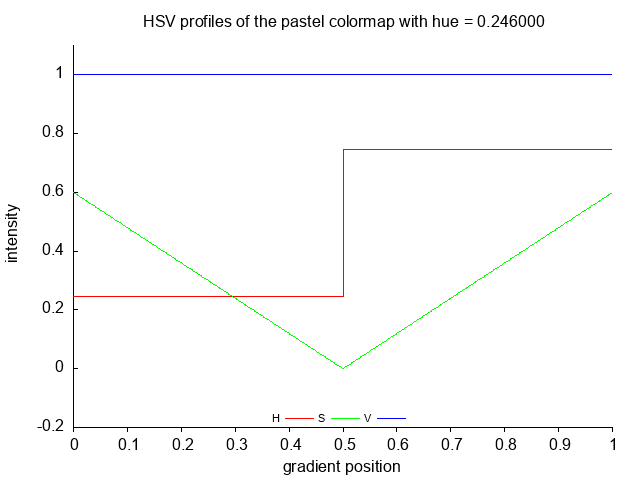 HSV profiles of the pastel colormap with hue = 0.246000
1
0.8
0.6
0.4
0.2
0
-0.2
intensity
H S V
0 0.1 0.2 0.3 0.4 0.5 0.6 0.7 0.8 0.9 1
gradient position